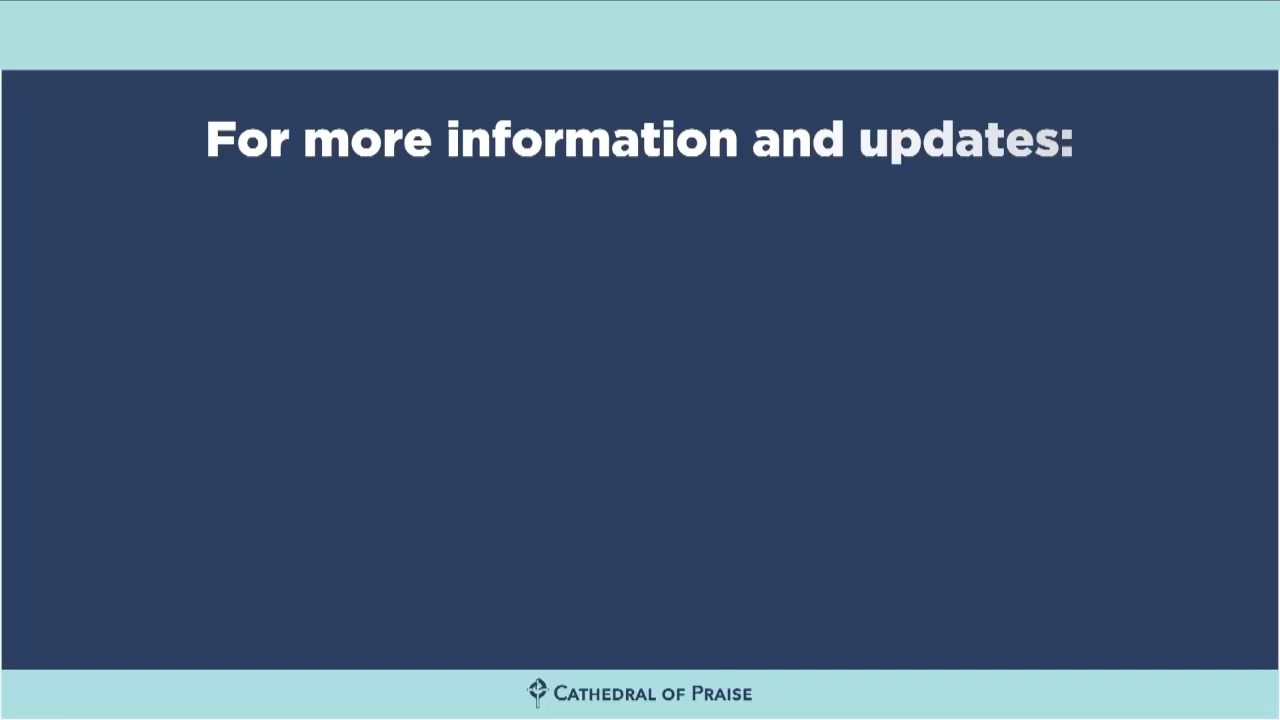 For more information and updates:
CATHEDRAL OF PRAISE